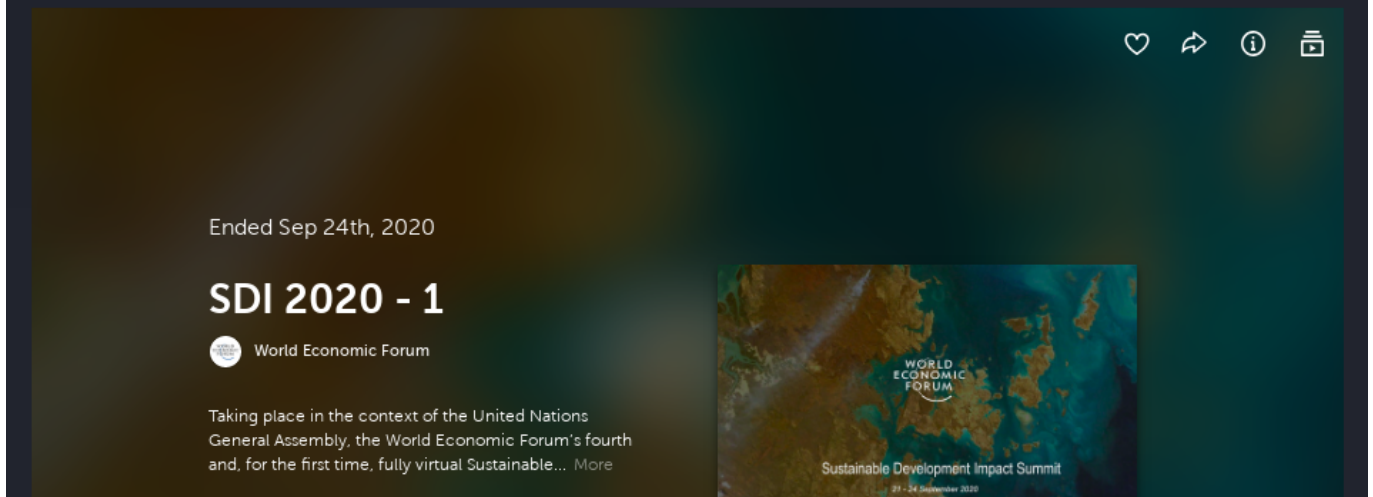 Ended Sep 24th, 2020
SDI 2020 - 1
World Economic Forum
Taking place in the context of the United Nations
General Assembly, the World Economic Forum's fourth
and, for the first time, fully virtual Sustainable... More
WORLD
ECONOMIC
FORUM
Sustainable Development Impact Summit
21 - 24 September 2020